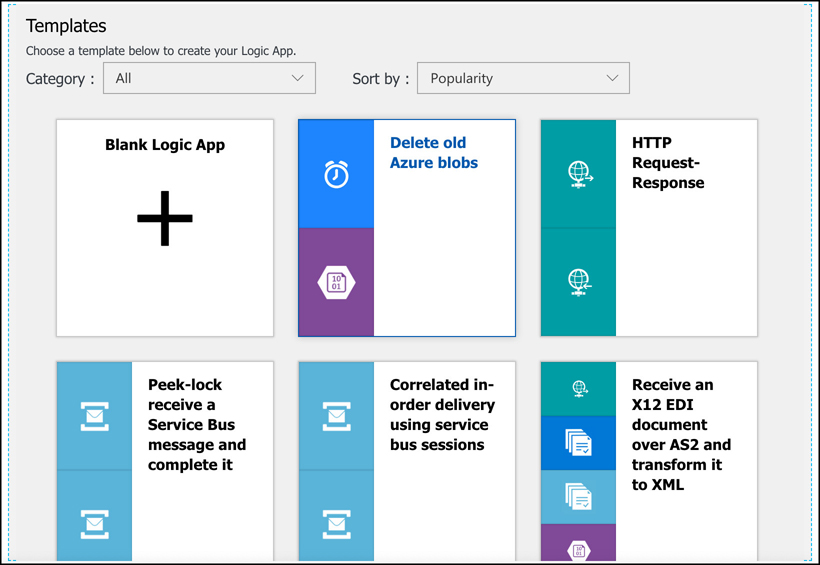 Templates
Choose a template below to create your Logic App.
Category : All Sort by : Popularity
Blank Logic App
Delete old
Azure blobs
10
01
HTTP
Request-
Response
Peek-lock
receive a
Service Bus
message and
complete it
Correlated in-
order delivery
using service
bus sessions
Receive an
X12 EDI
document
over AS2 and
transform it
to XML
10
01